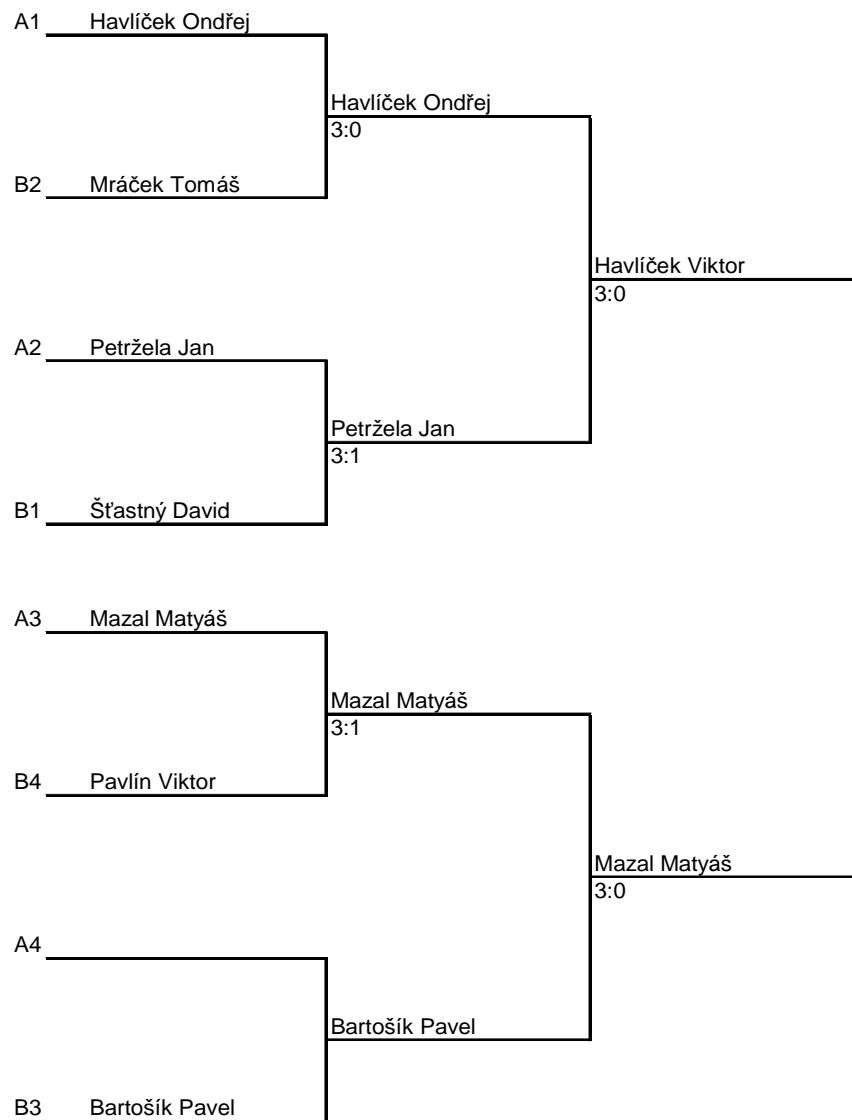 A1 Havlíček Ondřej
Havlíček Ondřej
3:0
B2 Mráček Tomáš
Havlíček Viktor
3:0
A2 Petržela Jan
Petržela Jan
3:1
B1 Šťastný David
A3 Mazal Matyáš
Mazal Matyáš
3:1
B4 Pavlín Viktor
Mazal Matyáš
3:0
A4
Bartošík Pavel
B3 Bartošík Pavel